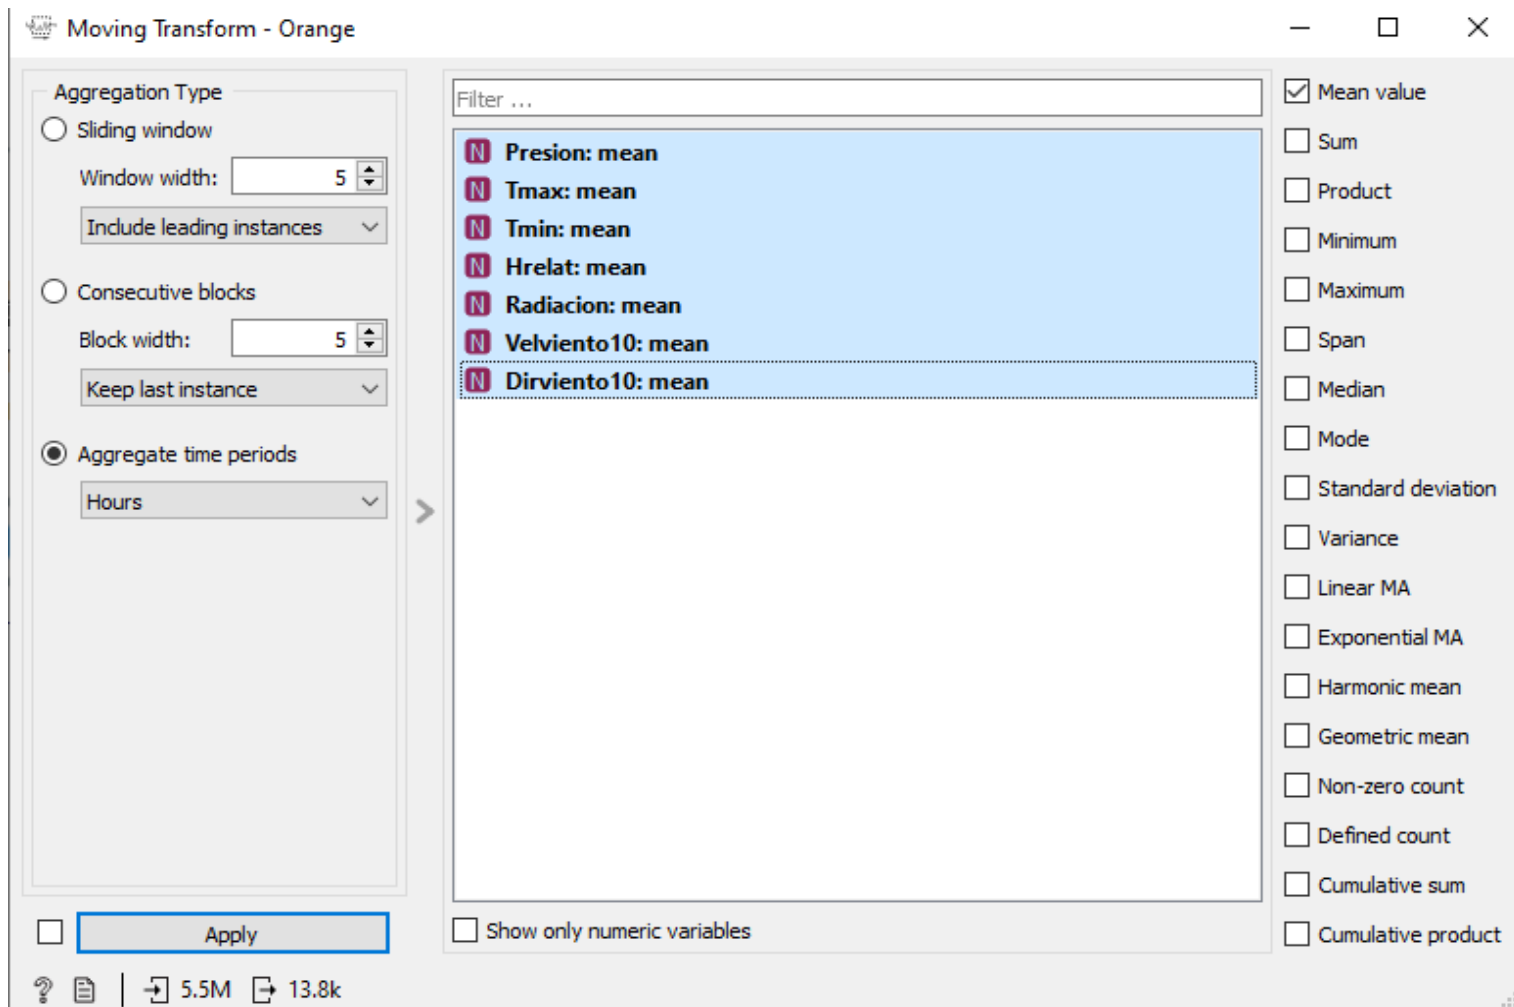 Moving Transform - Orange
Aggregation Type
Sliding window
Window width: 5
Include leading instances
Consecutive blocks
Block width: 5
Keep last instance
Aggregate time periods
Hours
Apply
5.5M 13.8k
Filter ...
N Presion: mean
N Tmax: mean
N Tmin: mean
N Hrelat: mean
N Radiacion: mean
N Velviento10: mean
N Dirviento10: mean
Show only numeric variables
Mean value
Sum
Product
Minimum
Maximum
Span
Median
Mode
Standard deviation
Variance
Linear MA
Exponential MA
Harmonic mean
Geometric mean
Non-zero count
Defined count
Cumulative sum
Cumulative product